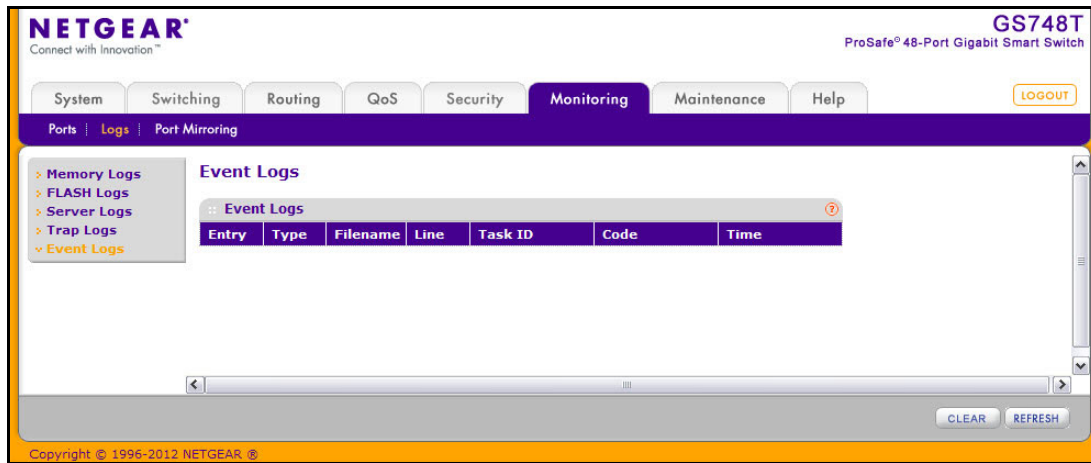 NETGEAR®
Connect with Innovation™
GS748T
ProSafe® 48-Port Gigabit Smart Switch
System Switching Routing QoS Security Monitoring Maintenance Help LOGOUT
Ports Logs Port Mirroring
Memory Logs
FLASH Logs
Server Logs
Trap Logs
Event Logs
Event Logs
Event Logs ?
Entry Type Filename Line Task ID Code Time
CLEAR REFRESH
Copyright © 1996-2012 NETGEAR ®